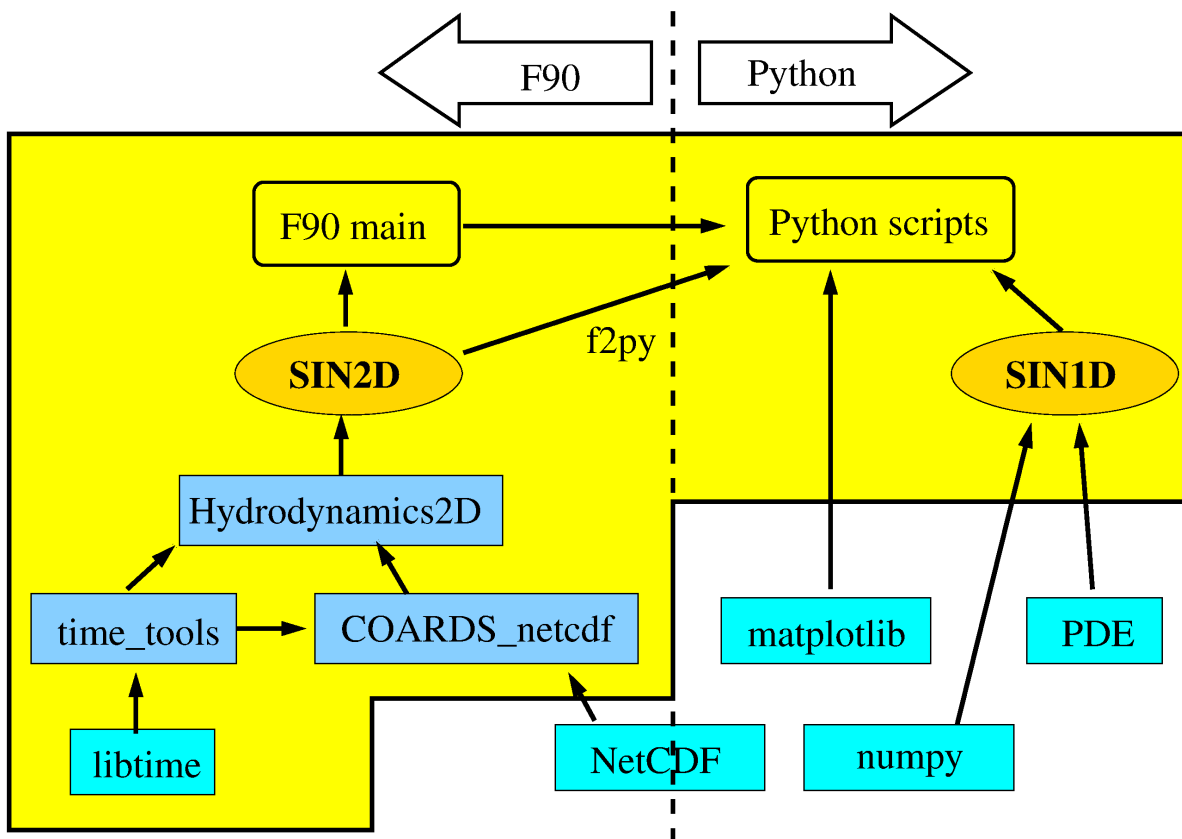 F90
Python
F90 main
Python scripts
f2py
SIN2D
SIN1D
Hydrodynamics2D
time_tools
COARDS_netcdf
matplotlib
PDE
libtime
NetCDF
numpy